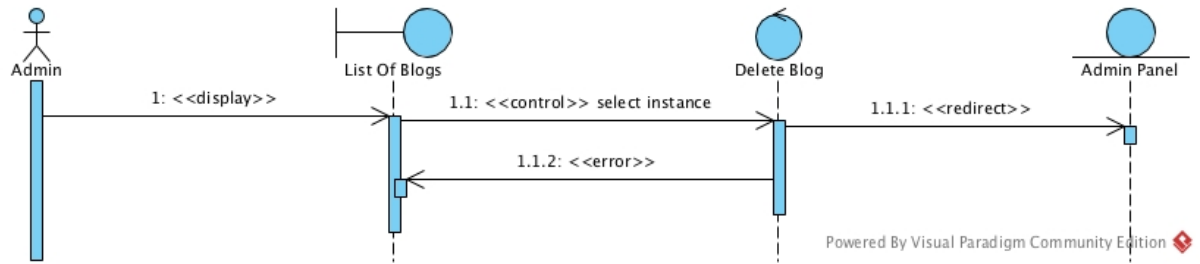 Admin
List Of Blogs
Delete Blog
Admin Panel
1: <<display>>
1.1: <<control>> select instance
1.1.1: <<redirect>>
1.1.2: <<error>>
Powered By Visual Paradigm Community Edition